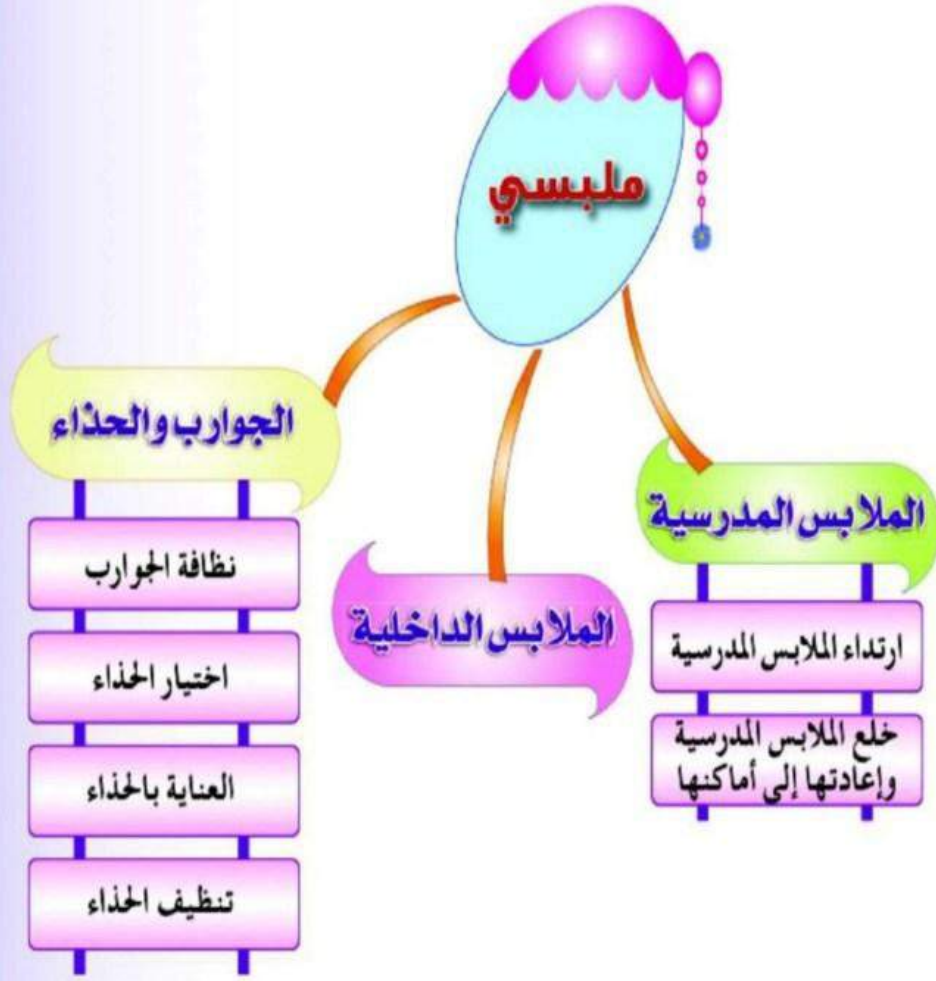 ملبسي
الملابس المدرسية
ارتداء الملابس المدرسية
خلع الملابس المدرسية
وإعادتها إلى أماكنها
الملابس الداخلية
الجوارب والحذاء
نظافة الجوارب
اختيار الحذاء
العناية بالحذاء
تنظيف الحذاء